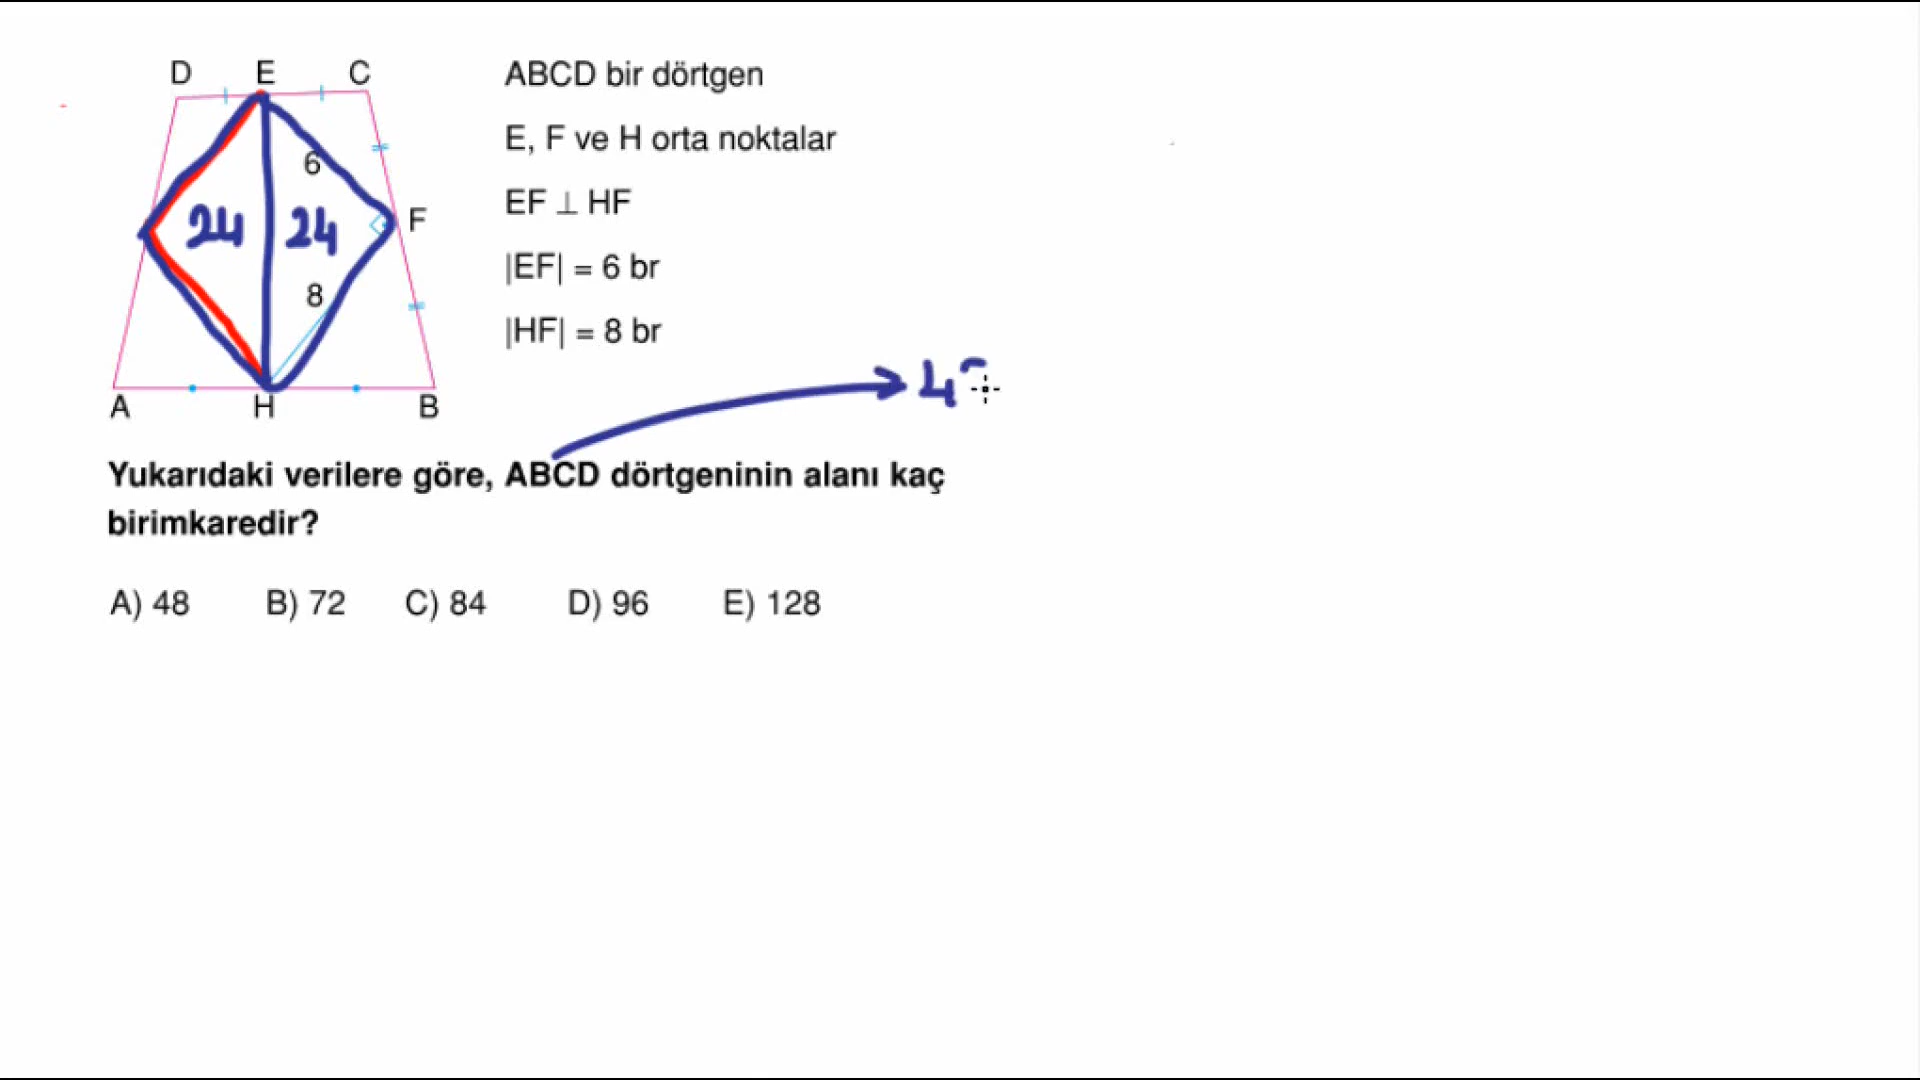 D E C
6
24 24
F
8
A H B
ABCD bir dörtgen
E, F ve H orta noktalar
EF ⊥ HF
|EF| = 6 br
|HF| = 8 br
Yukarıdaki verilere göre, ABCD dörtgeninin alanı kaç
birimkaredir?
A) 48 B) 72 C) 84 D) 96 E) 128